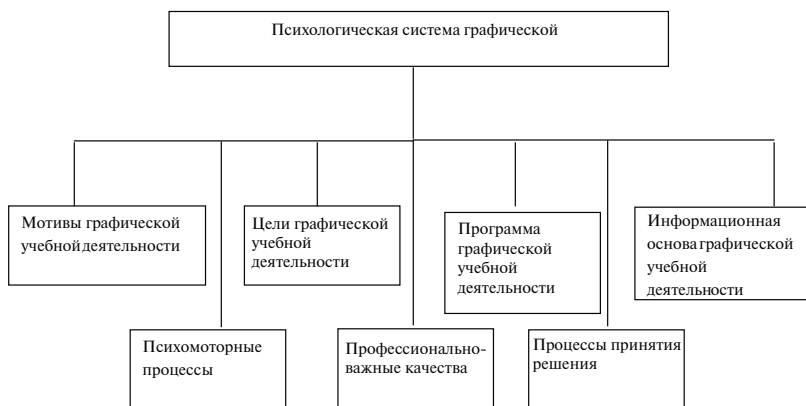 Психологическая система графической
Мотивы графической
учебной деятельности
Цели графической
учебной
деятельности
Программа
графической
учебной
деятельности
Информационная
основа графической
учебной
деятельности
Психомоторные
процессы
Профессионально-
важные качества
Процессы принятия
решения